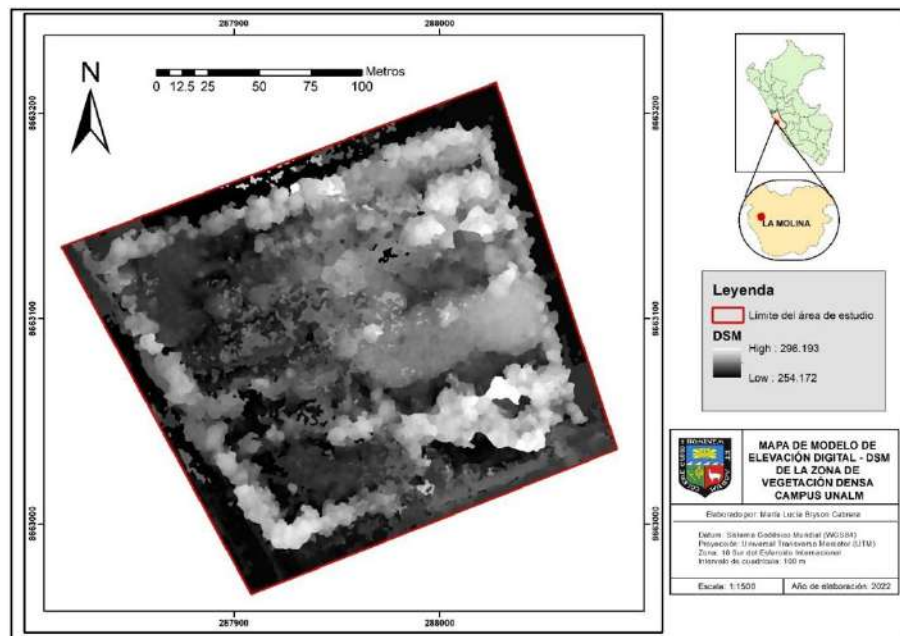 287900 288000
N
Metros
0 12.5 25 50 75 100
8663200
8663200
8663100
8663100
8663000
8663000
287900 288000
LA MOLINA
Leyenda
Límite del área de estudio
DSM
High : 296.193
Low : 254.172
MAPA DE MODELO DE
ELEVACIÓN DIGITAL - DSM
DE LA ZONA DE
VEGETACIÓN DENSA
CAMPUS UNALM
Elaborado por: María Lucía Bryson Cabrera
Datum: Sistema Geodésico Mundial (WGS84)
Proyección: Universal Transverso Mercator (UTM)
Zona: 18 Sur del Esferoide Internacional
Intervalo de cuadrícula: 100 m
Escala: 1:1500
Año de elaboración: 2022